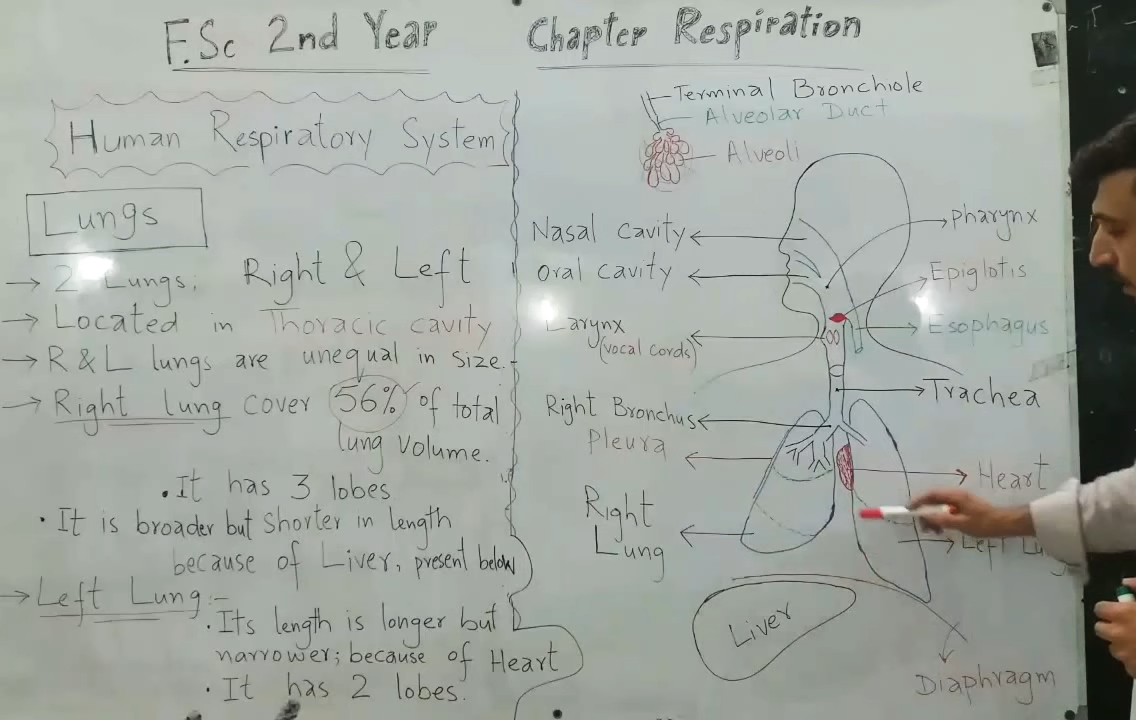 F.Sc 2nd Year
Chapter Respiration
Human Respiratory System
Lungs
→ 2 Lungs; Right & Left
→ Located in Thoracic cavity
→ R & L lungs are unequal in size.
→ Right lung cover 56% of total
lung volume.
. It has 3 lobes
. It is broader but shorter in length
because of Liver, present below
→ Left Lung :-
. Its length is longer but
narrower; because of Heart
. It has 2 lobes.
Terminal Bronchiole
Alveolar Duct
Alveoli
Nasal cavity
Oral cavity
Larynx
(vocal cords)
Right Bronchus
Pleura
Right
Lung
Pharynx
Epiglotis
Esophagus
Trachea
Heart
Left
Liver
Diaphragm